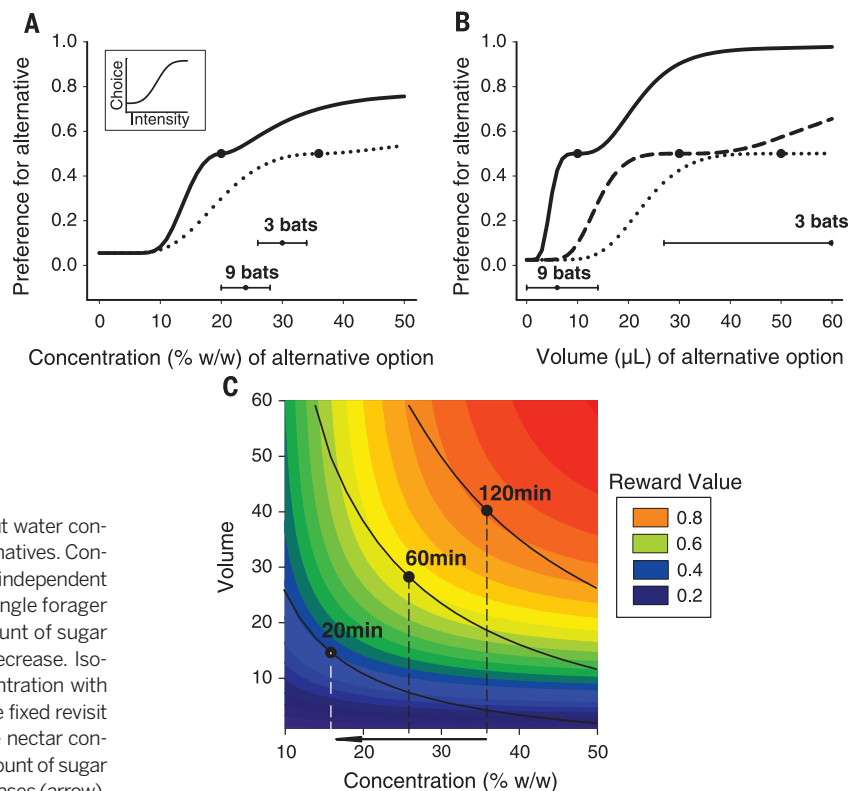 A
1.0
0.8
0.6
0.4
0.2
0.0
Preference for alternative
Choice
Intensity
3 bats
9 bats
0 10 20 30 40 50
Concentration (% w/w) of alternative option
B
1.0
0.8
0.6
0.4
0.2
0.0
Preference for alternative
3 bats
9 bats
0 10 20 30 40 50 60
Volume (µL) of alternative option
C
60
50
40
30
20
10
Volume
120min
60min
20min
10 20 30 40 50
Concentration (% w/w)
Reward Value
0.8
0.6
0.4
0.2
ut water con-
natives. Con-
independent
ngle forager
ount of sugar
ecrease. Iso-
entration with
e fixed revisit
e nectar con-
ount of sugar
ases (arrow).